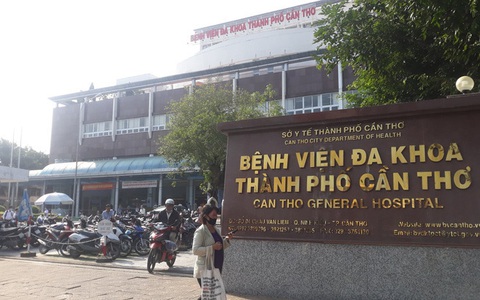 BỆNH VIỆN ĐA KHOA THÀNH PHỐ CẦN THƠ
SỞ Y TẾ THÀNH PHỐ CẦN THƠ
CAN THO CITY DEPARTMENT OF HEALTH
BỆNH VIỆN ĐA KHOA
THÀNH PHỐ CẦN THƠ
CAN THO GENERAL HOSPITAL